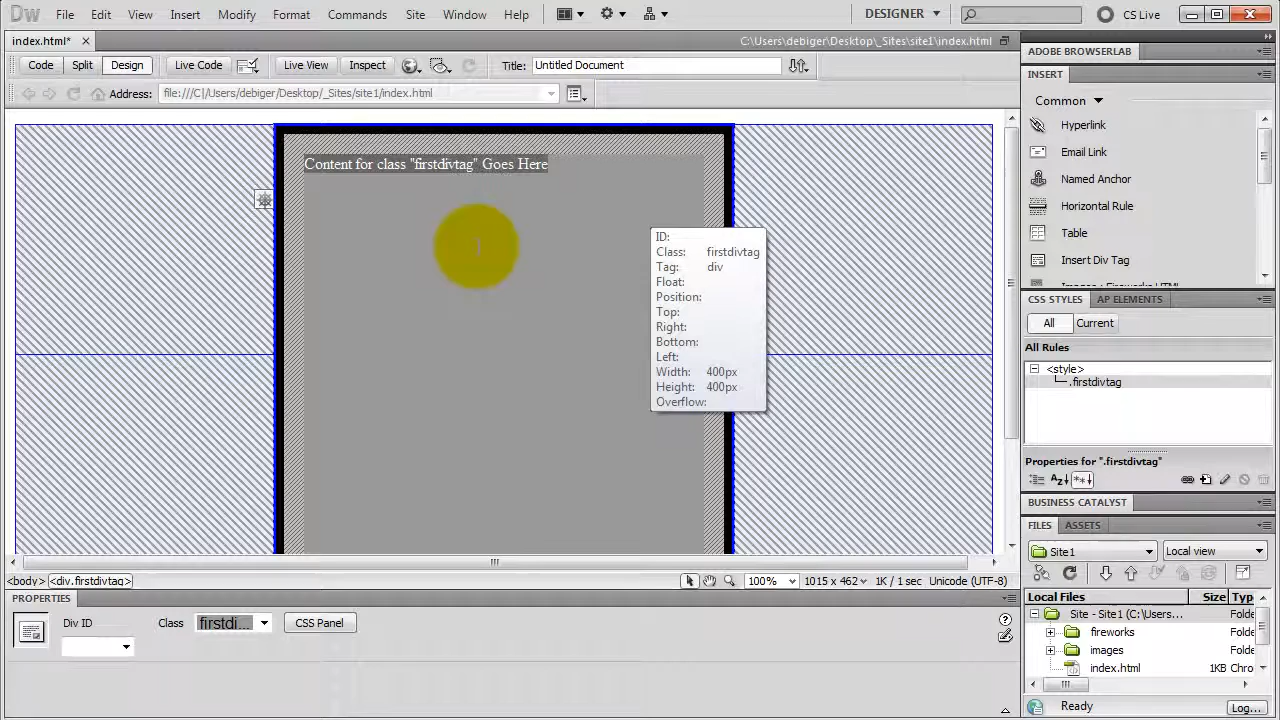 Dw File Edit View Insert Modify Format Commands Site Window Help DESIGNER CS Live
index.html* C:\Users\debiger\Desktop\_Sites\site1\index.html
Code Split Design Live Code Live View Inspect Title: Untitled Document
Address: file:///C|/Users/debiger/Desktop/_Sites/site1/index.html
Content for class "firstdivtag" Goes Here
ID:
Class: firstdivtag
Tag: div
Float:
Position:
Top:
Right:
Bottom:
Left:
Width: 400px
Height: 400px
Overflow:
<body> <div.firstdivtag> 100% 1015 x 462 1K / 1 sec Unicode (UTF-8)
PROPERTIES
Div ID Class firstdi... CSS Panel
ADOBE BROWSERLAB
INSERT
Common
Hyperlink
Email Link
Named Anchor
Horizontal Rule
Table
Insert Div Tag
CSS STYLES AP ELEMENTS
All Current
All Rules
<style>
.firstdivtag
Properties for ".firstdivtag"
BUSINESS CATALYST
FILES ASSETS
Site1 Local view
Local Files Size Typ
Site - Site1 (C:\Users... Folde
fireworks Folde
images Folde
index.html 1KB Chro
Ready Log...